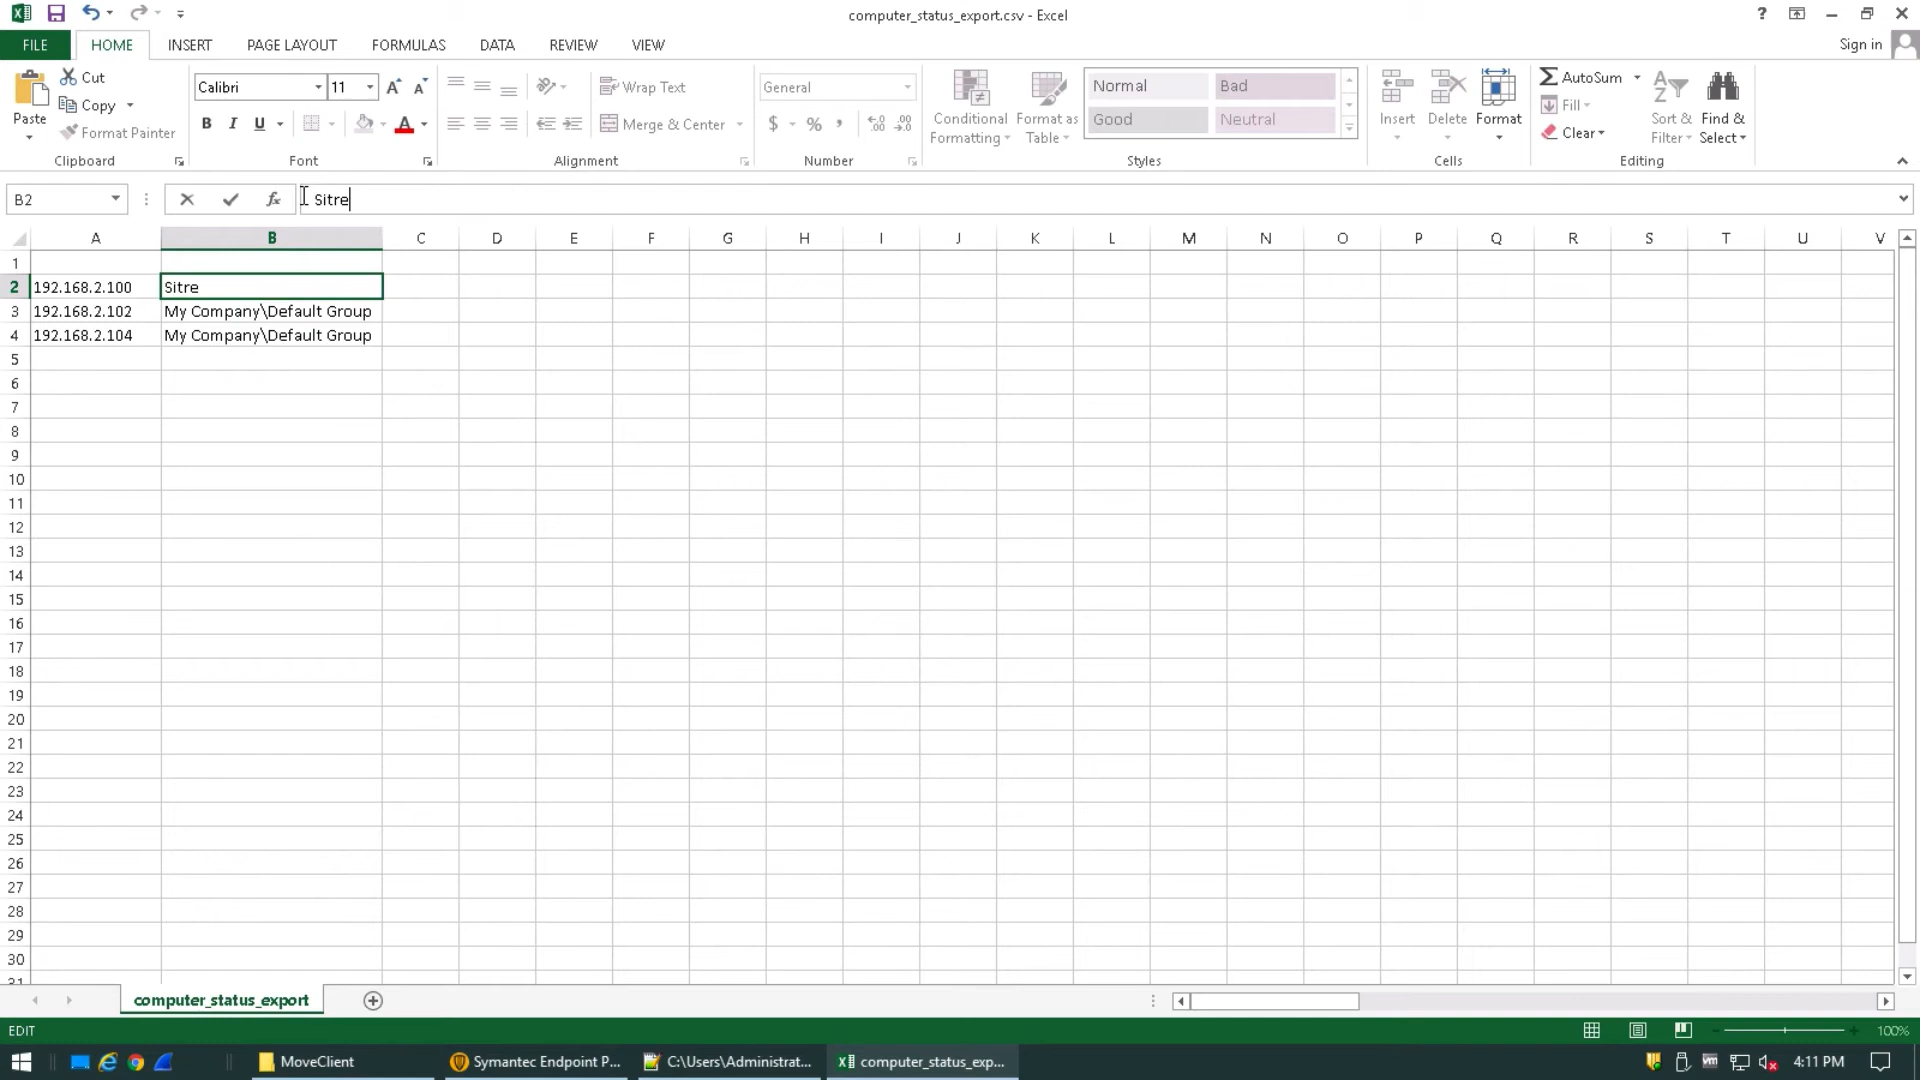 computer_status_export.csv - Excel
?
FILE HOME INSERT PAGE LAYOUT FORMULAS DATA REVIEW VIEW Sign in
Paste Cut Copy Format Painter Clipboard
Calibri 11 A A B I U A Font
Wrap Text Merge & Center Alignment
General $ % , .00 .0 Number
Conditional Formatting Format as Table
Normal Bad
Good Neutral
Styles
Insert Delete Format Cells
AutoSum Fill Clear Sort & Filter Find & Select Editing
B2 fx Sitre
A B C D E F G H I J K L M N O P Q R S T U V
1
2 192.168.2.100 Sitre
3 192.168.2.102 My Company\Default Group
4 192.168.2.104 My Company\Default Group
5
6
7
8
9
10
11
12
13
14
15
16
17
18
19
20
21
22
23
24
25
26
27
28
29
30
31
computer_status_export
EDIT 100%
MoveClient Symantec Endpoint P... C:\Users\Administrat... computer_status_exp... 4:11 PM